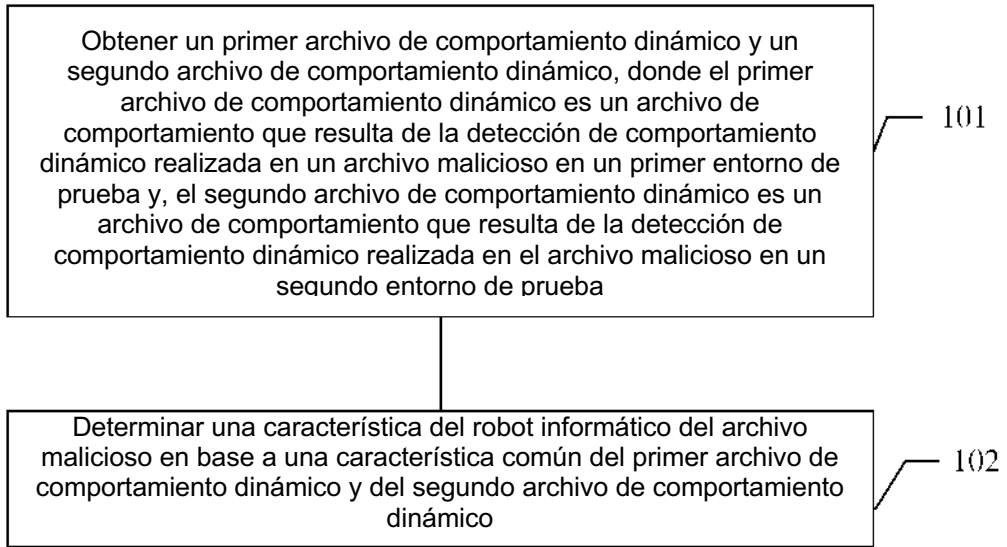 Obtener un primer archivo de comportamiento dinámico y un
segundo archivo de comportamiento dinámico, donde el primer
archivo de comportamiento dinámico es un archivo de
comportamiento que resulta de la detección de comportamiento
dinámico realizada en un archivo malicioso en un primer entorno de
prueba y, el segundo archivo de comportamiento dinámico es un
archivo de comportamiento que resulta de la detección de
comportamiento dinámico realizada en el archivo malicioso en un
segundo entorno de prueba
101
Determinar una característica del robot informático del archivo
malicioso en base a una característica común del primer archivo de
comportamiento dinámico y del segundo archivo de comportamiento
dinámico
102